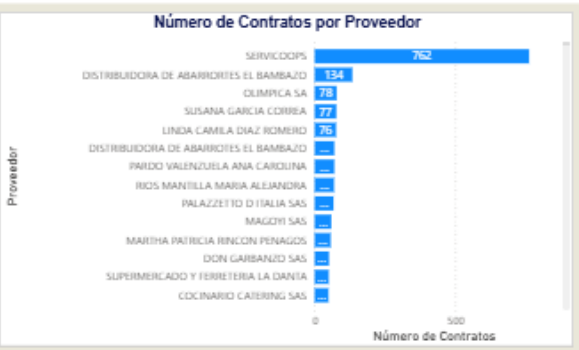 Número de Contratos por Proveedor
SERVICOOPS 762
DISTRIBUIDORA DE ABARRORTES EL BAMBAZO 134
OLIMPICA SA 78
SUSANA GARCIA CORREA 77
LINDA CAMILA DIAZ ROMERO 76
DISTRIBUIDORA DE ABARROTES EL BAMBAZO ...
PARDO VALENZUELA ANA CAROLINA ...
RIOS MANTILLA MARIA ALEJANDRA ...
PALAZZETTO D ITALIA SAS ...
MAGOYI SAS ...
MARTHA PATRICIA RINCON PENAGOS ...
DON GARBANZO SAS ...
SUPERMERCADO Y FERRETERIA LA DANTA ...
COCINARIO CATERING SAS ...
Proveedor
0 500
Número de Contratos